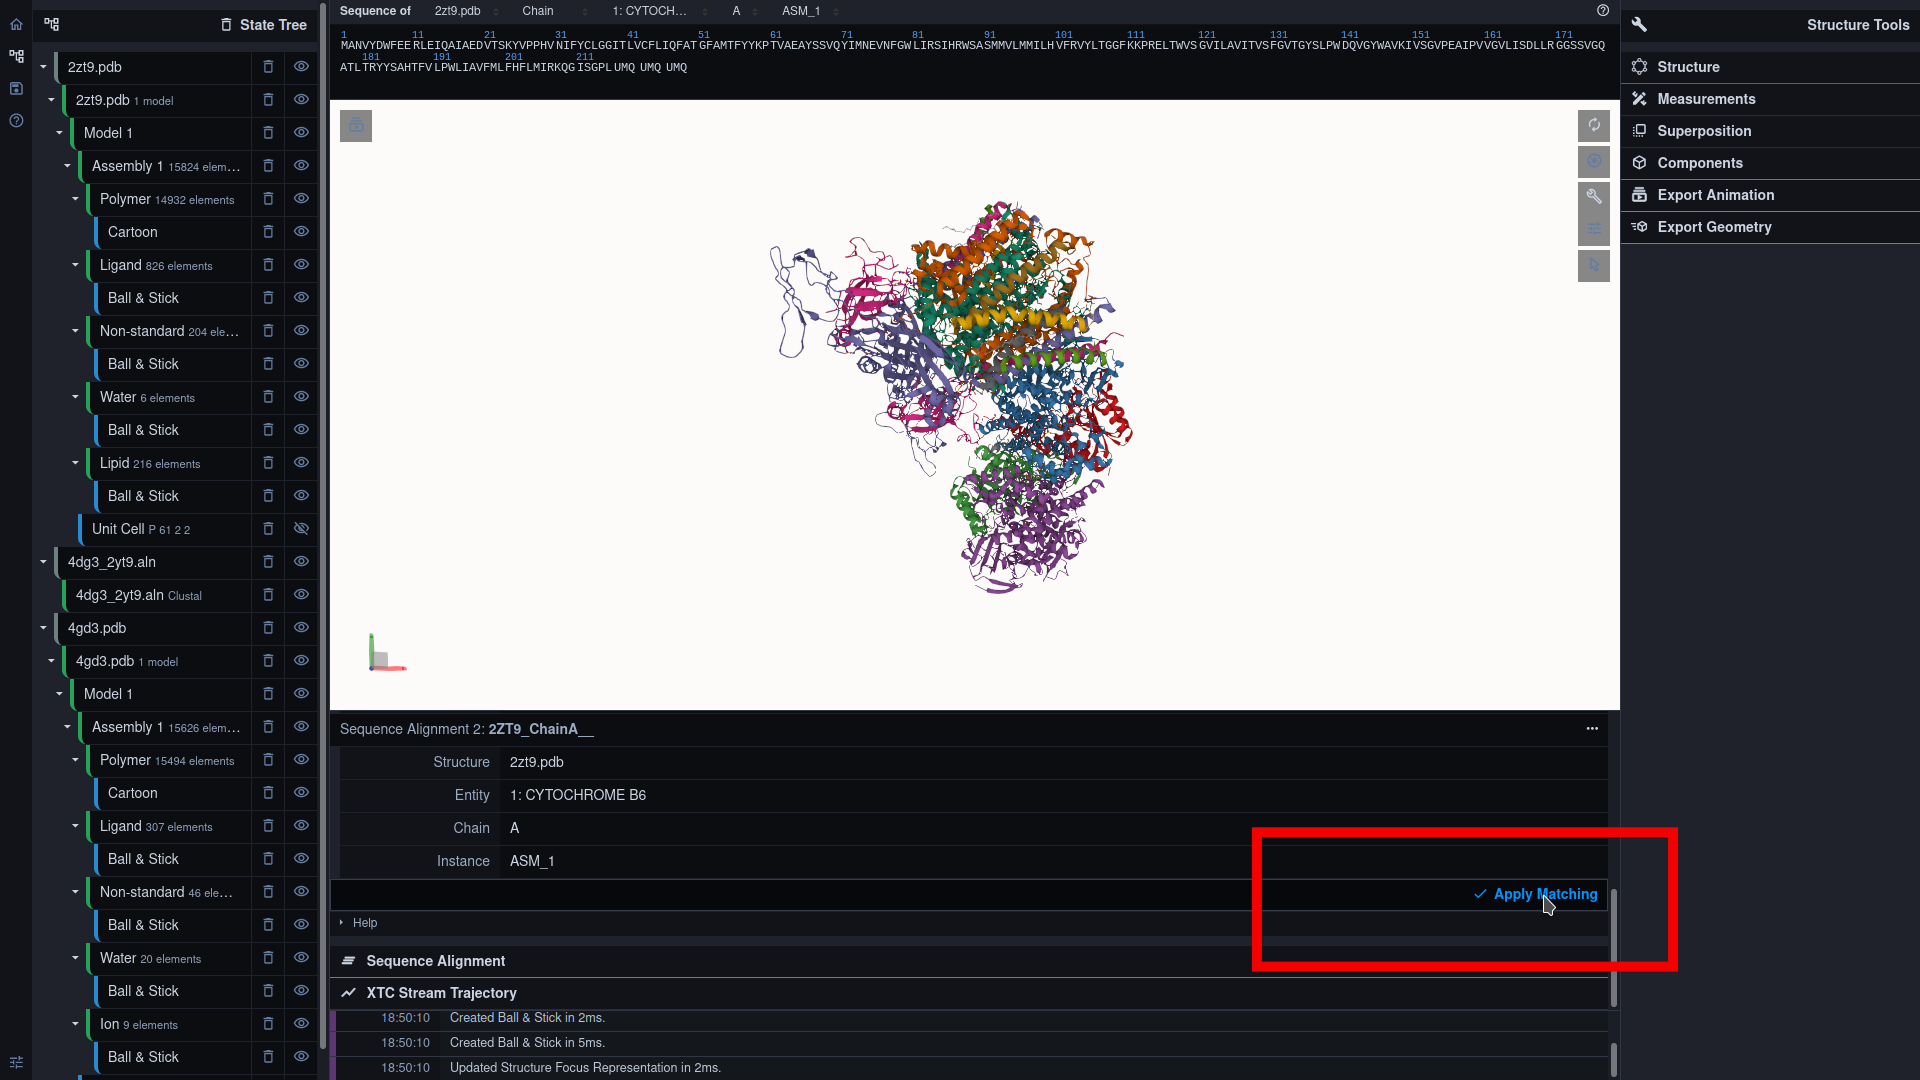 State Tree
2zt9.pdb
2zt9.pdb 1 model
Model 1
Assembly 1 15824 elem...
Polymer 14932 elements
Cartoon
Ligand 826 elements
Ball & Stick
Non-standard 204 ele...
Ball & Stick
Water 6 elements
Ball & Stick
Lipid 216 elements
Ball & Stick
Unit Cell P 61 2 2
4dg3_2yt9.aln
4dg3_2yt9.aln Clustal
4gd3.pdb
4gd3.pdb 1 model
Model 1
Assembly 1 15626 elem...
Polymer 15494 elements
Cartoon
Ligand 307 elements
Ball & Stick
Non-standard 46 ele...
Ball & Stick
Water 20 elements
Ball & Stick
Ion 9 elements
Ball & Stick
Sequence of 2zt9.pdb Chain 1: CYTOCH... A ASM_1
1 11 21 31 41 51 61 71 81 91 101 111 121 131 141 151 161 171
MANVYDWFEERLEIQAIAEDVTSKYVPPHVNIFYCLGGITLVCFLIQFATGFAMTFYYKPTVAEAYSSVQYIMNEVNFGWLIRSIHRWSASMMVLMMILHVFRVYLTGGFKKPRELTWVSGVILAVITVSFGVTGYSLPWDQVGYWAVKIVSGVPEAIPVVGVLISDLLRGGSSVGQ
181 191 201 211
ATLTRYYSAHTFVLPWLIAVFMLFHFLMIRKQGISGPLUMQ UMQ UMQ
Sequence Alignment 2: 2ZT9_ChainA__
Structure 2zt9.pdb
Entity 1: CYTOCHROME B6
Chain A
Instance ASM_1
Apply Matching
Help
Sequence Alignment
XTC Stream Trajectory
18:50:10 Created Ball & Stick in 2ms.
18:50:10 Created Ball & Stick in 5ms.
18:50:10 Updated Structure Focus Representation in 2ms.
Structure Tools
Structure
Measurements
Superposition
Components
Export Animation
Export Geometry